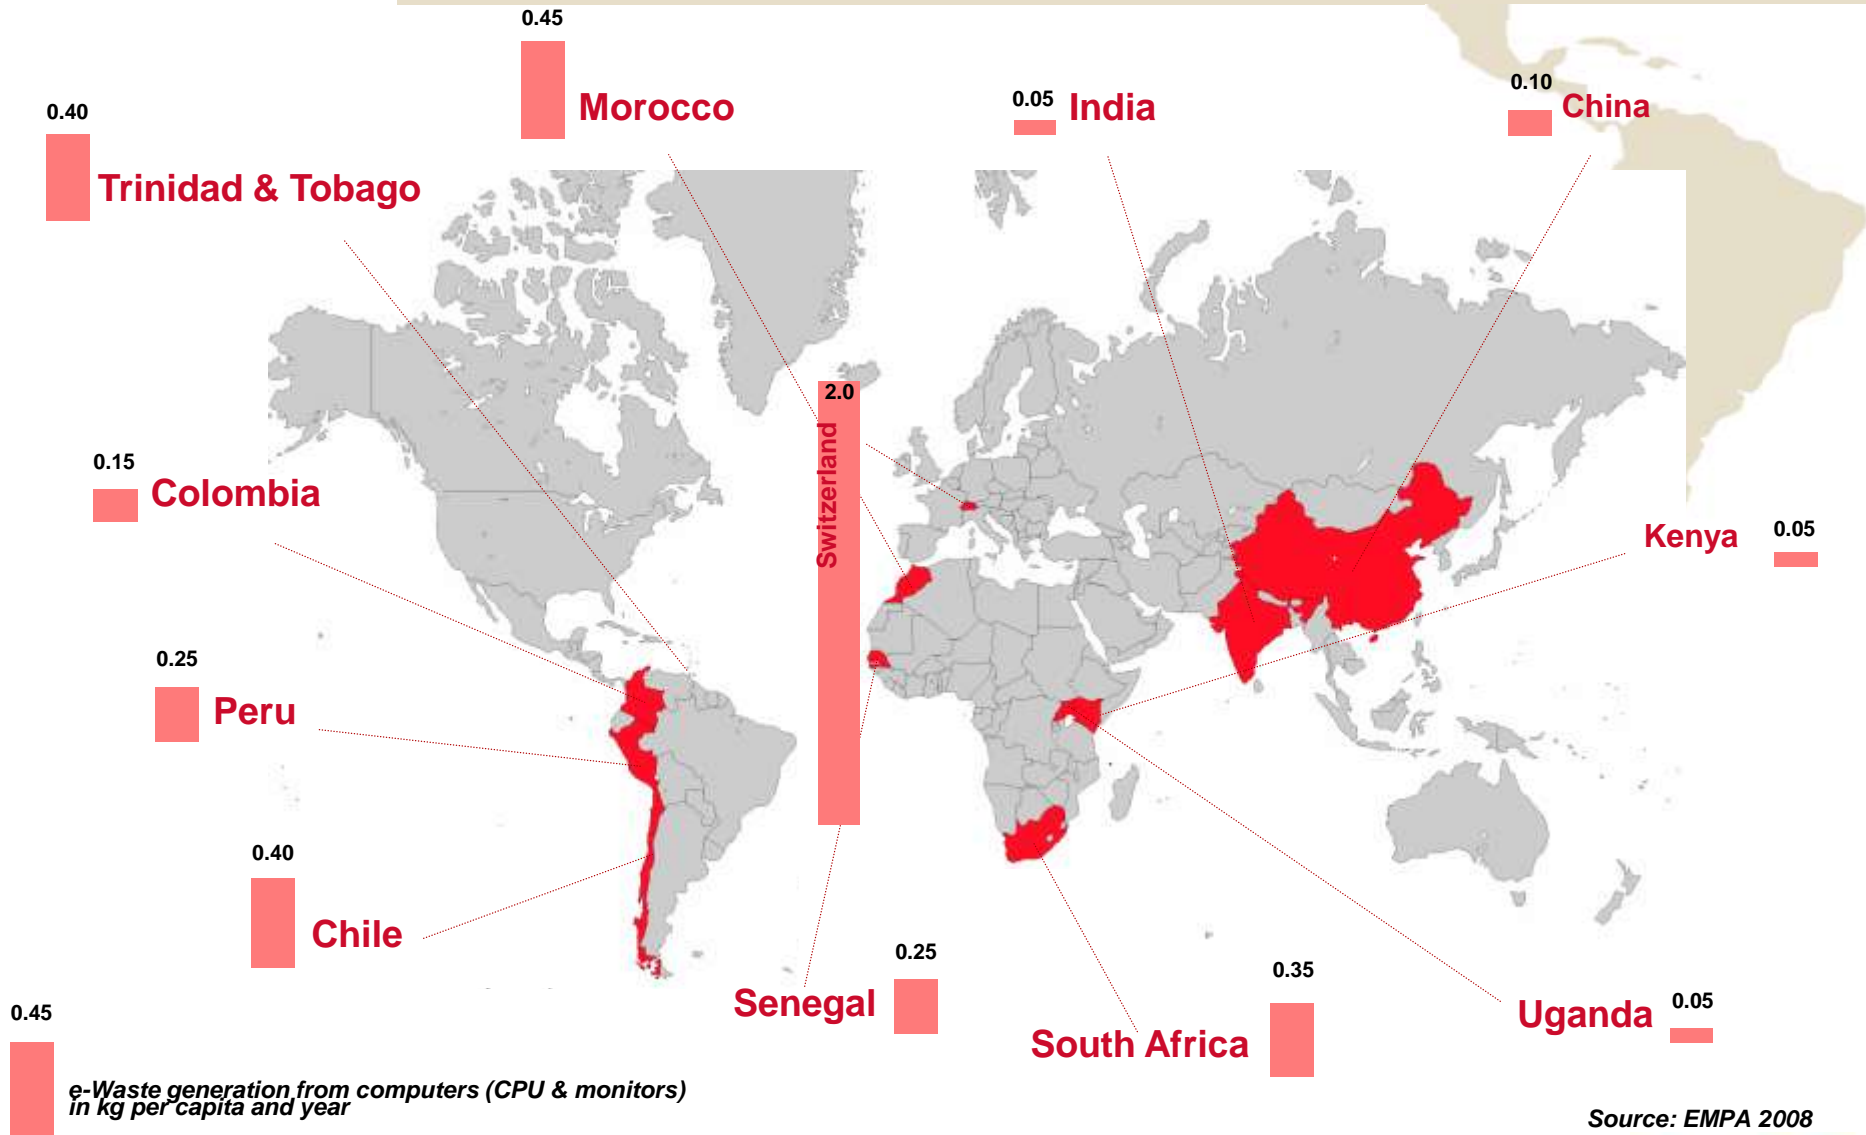 0.45
Morocco
0.05
India
0.10
China
0.40
Trinidad & Tobago
2.0
Switzerland
0.15
Colombia
Kenya
0.05
0.25
Peru
0.40
Chile
0.25
Senegal
0.35
South Africa
0.05
Uganda
0.45
e-Waste generation from computers (CPU & monitors)
in kg per capita and year
Source: EMPA 2008